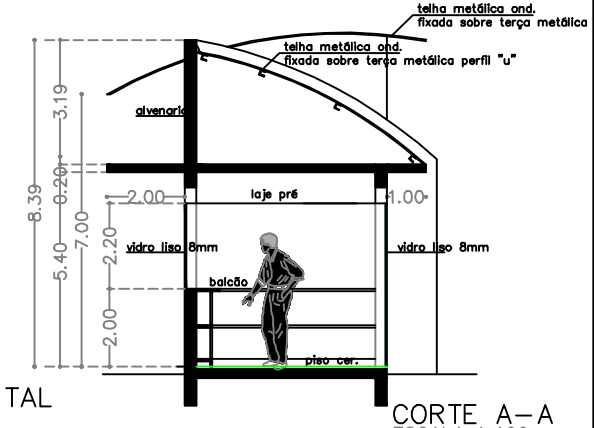 telha metálica ond.
fixada sobre terça metálica
telha metálica ond.
fixada sobre terça metálica perfil "u"
3.19
alvenaria
0.20
2.00
laje pré
1.00
8.39
7.00
5.40
2.20
vidro liso 8mm
vidro liso 8mm
balcão
2.00
piso cer.
TAL
CORTE A-A